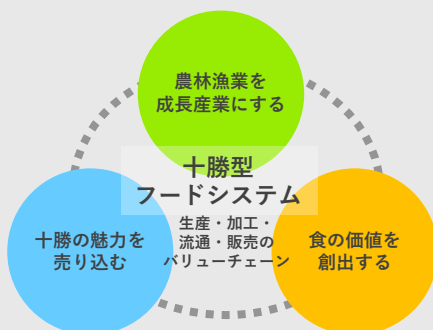 農林漁業を
成長産業にする
十勝型
フードシステム
生産・加工・
流通・販売の
バリューチェーン
十勝の魅力を
売り込む
食の価値を
創出する